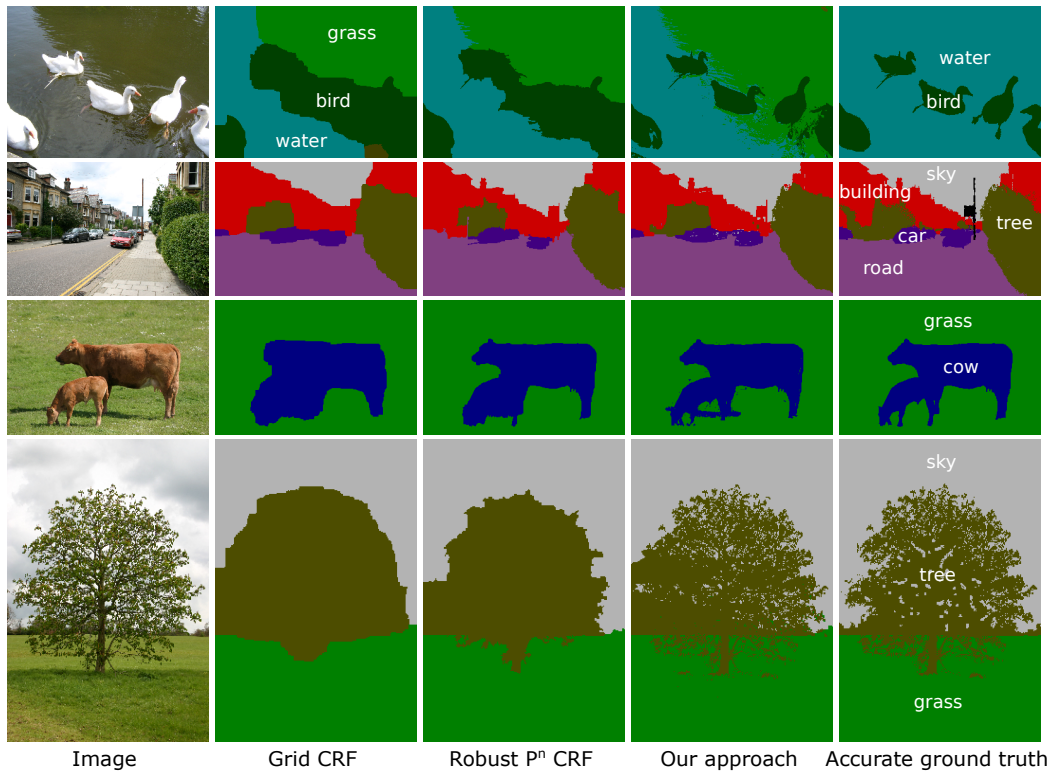 grass
bird
water
water
bird
sky
building
tree
car
road
grass
cow
sky
tree
grass
Image
Grid CRF
Robust Pⁿ CRF
Our approach
Accurate ground truth